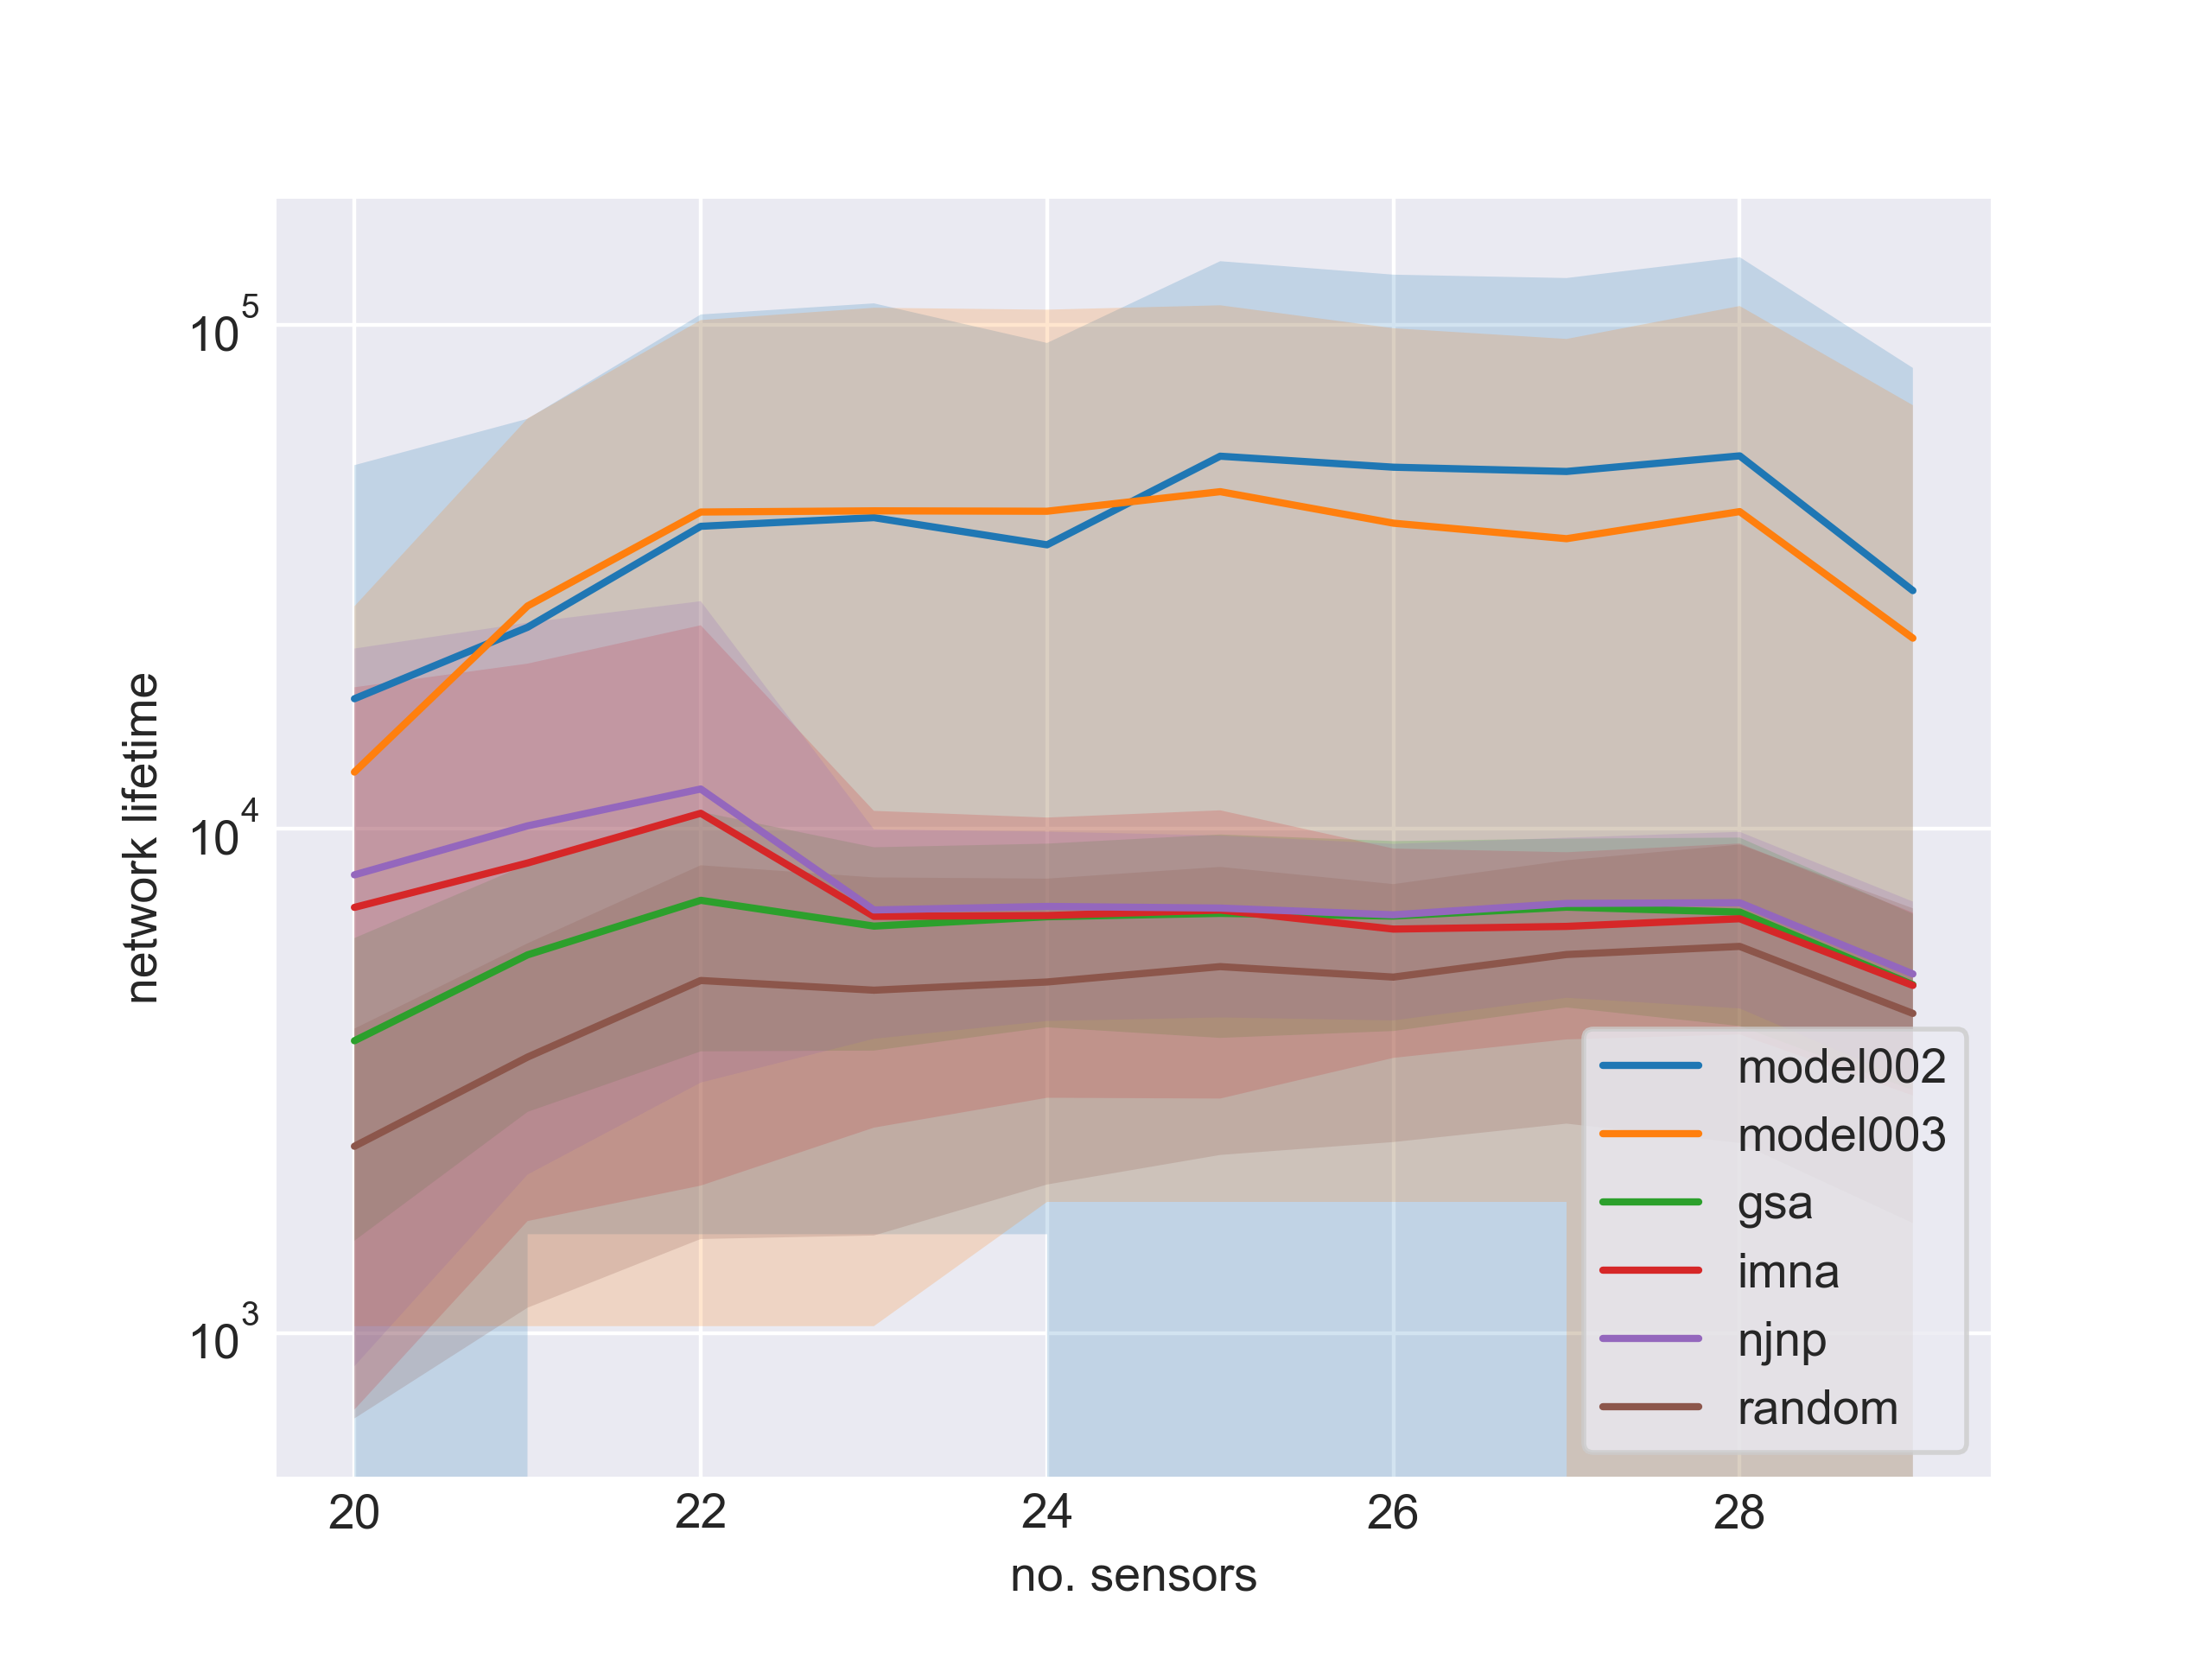 network lifetime
10^5
10^4
10^3
20 22 24 26 28
no. sensors
model002
model003
gsa
imna
njnp
random